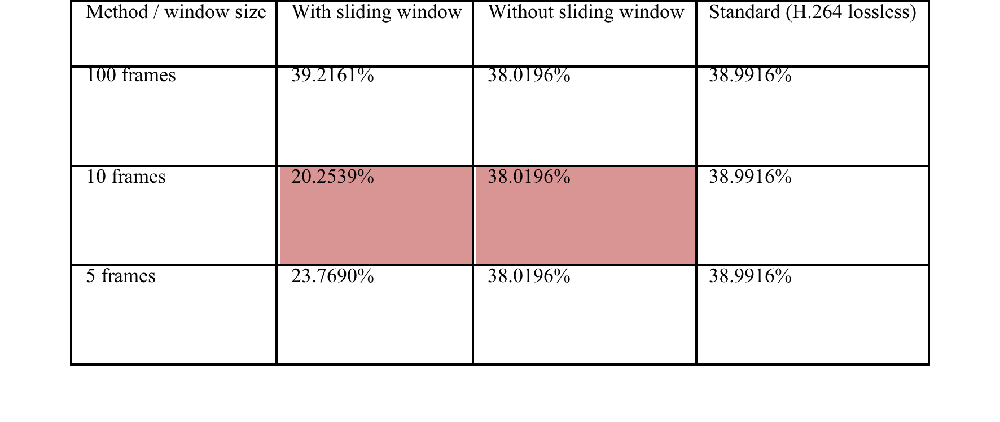 Method / window size With sliding window Without sliding window Standard (H.264 lossless)
100 frames 39.2161% 38.0196% 38.9916%
10 frames 20.2539% 38.0196% 38.9916%
5 frames 23.7690% 38.0196% 38.9916%